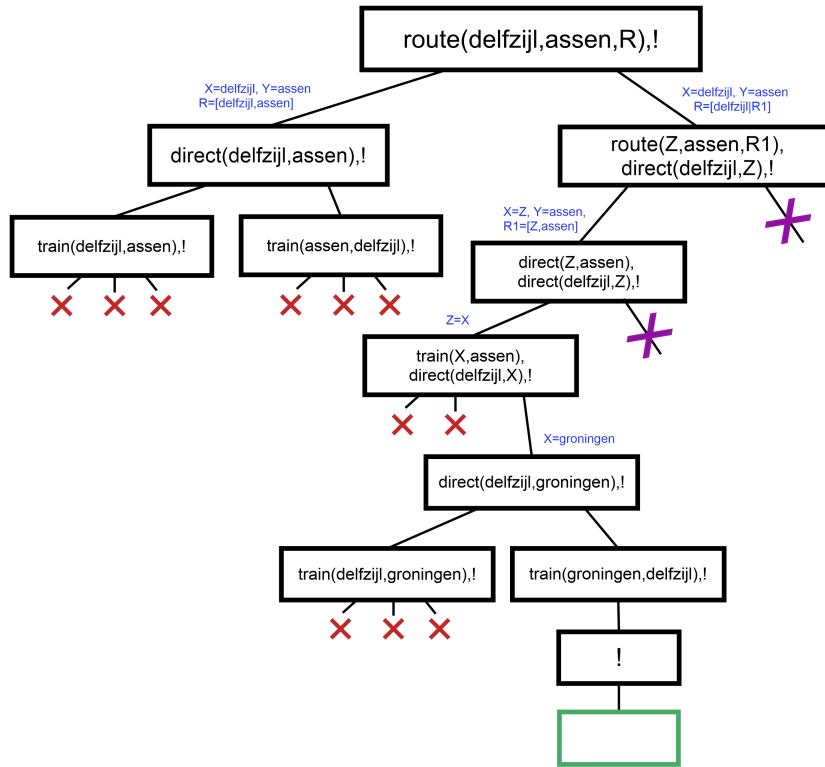 route(delfzijl,assen,R),!
X=delfzijl, Y=assen
R=[delfzijl,assen]
X=delfzijl, Y=assen
R=[delfzijl|R1]
direct(delfzijl,assen),!
route(Z,assen,R1),
direct(delfzijl,Z),!
train(delfzijl,assen),!
train(assen,delfzijl),!
X=Z, Y=assen,
R1=[Z,assen]
direct(Z,assen),
direct(delfzijl,Z),!
Z=X
train(X,assen),
direct(delfzijl,X),!
X=groningen
direct(delfzijl,groningen),!
train(delfzijl,groningen),!
train(groningen,delfzijl),!
!